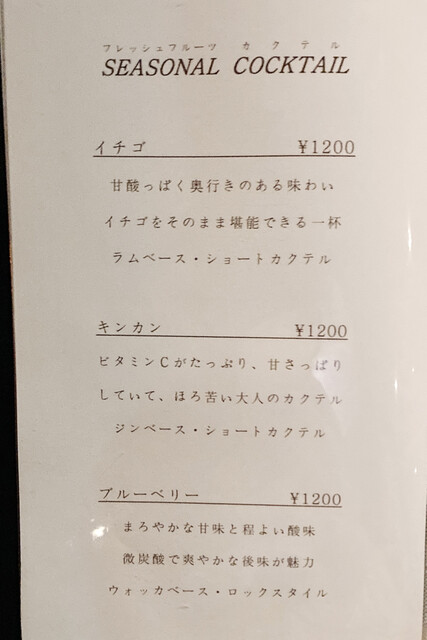 フレッシュフルーツ カクテル
SEASONAL COCKTAIL
イチゴ ¥1200
甘酸っぱく奥行きのある味わい
イチゴをそのまま堪能できる一杯
ラムベース・ショートカクテル
キンカン ¥1200
ビタミンCがたっぷり、甘さっぱり
していて、ほろ苦い大人のカクテル
ジンベース・ショートカクテル
ブルーベリー ¥1200
まろやかな甘味と程よい酸味
微炭酸で爽やかな後味が魅力
ウォッカベース・ロックスタイル